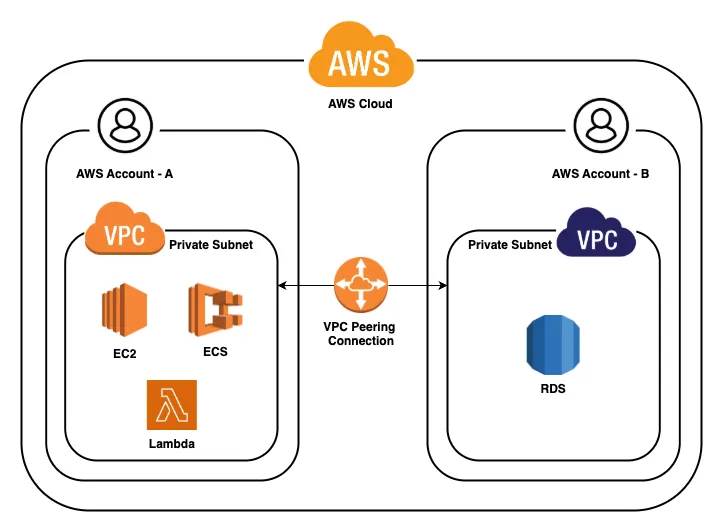 AWS
AWS Cloud
AWS Account - A
AWS Account - B
VPC
Private Subnet
Private Subnet
VPC
EC2
ECS
Lambda
VPC Peering
Connection
RDS